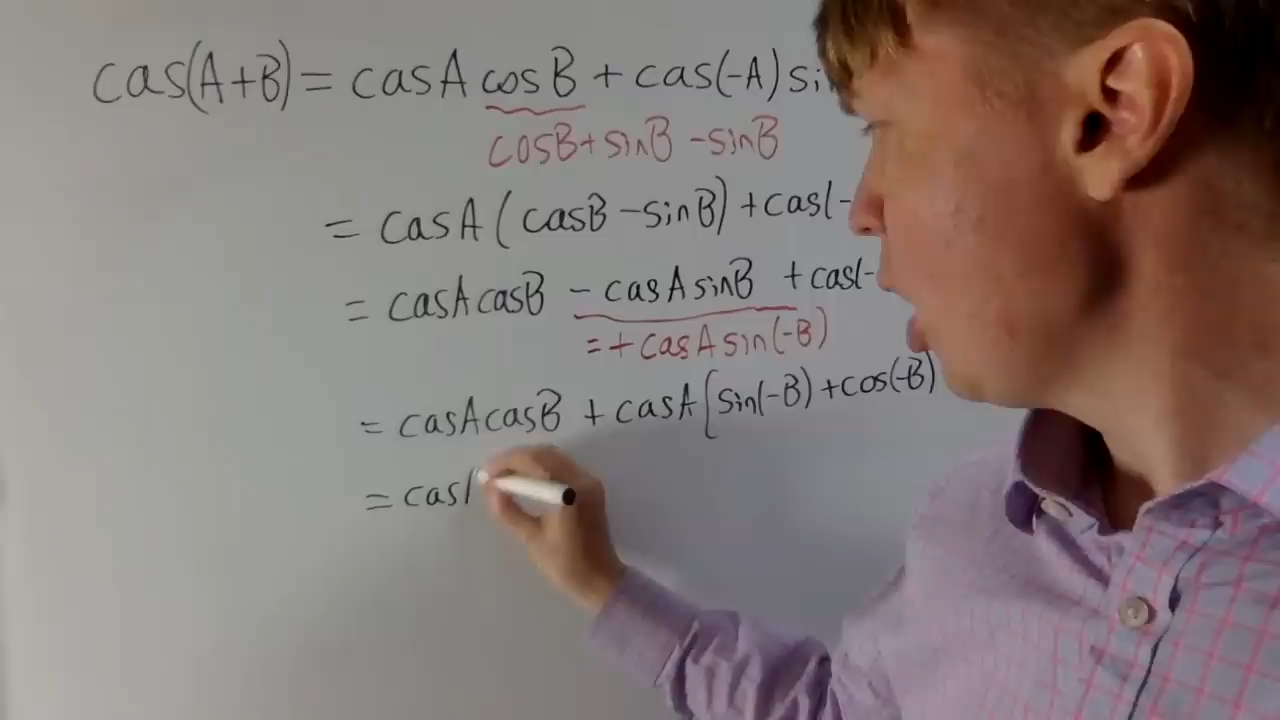 cas(A+B) = casA cosB + cas(-A)
cosB+sinB -sinB
= casA(casB -sinB) + cas(-
= casAcasB - casAsinB + cas(-
=+casAsin(-B)
= casAcasB + casA[sin(-B) +cos(-B)
= cas